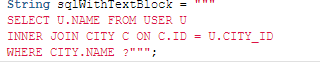 String sqlWithTextBlock = """
SELECT U.NAME FROM USER U
INNER JOIN CITY C ON C.ID = U.CITY_ID
WHERE CITY.NAME ?""";